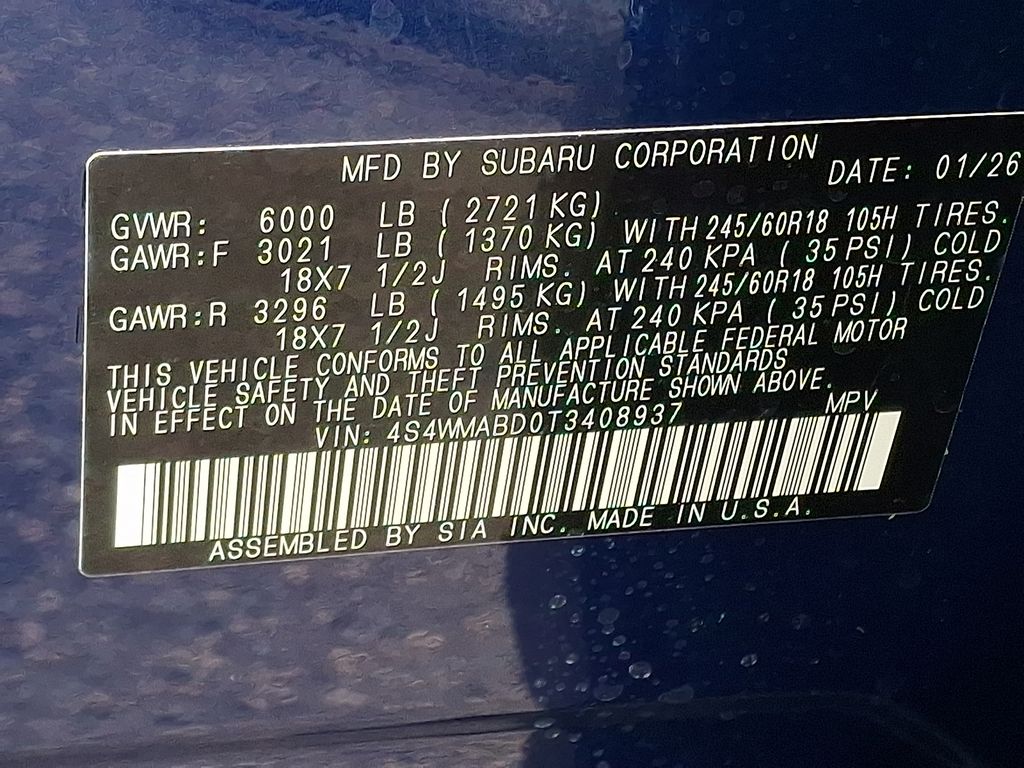 MFD BY SUBARU CORPORATION DATE: 01/26
GVWR: 6000 LB ( 2721 KG)
GAWR:F 3021 LB ( 1370 KG) WITH 245/60R18 105H TIRES.
18X7 1/2J RIMS. AT 240 KPA ( 35 PSI) COLD
GAWR:R 3296 LB ( 1495 KG) WITH 245/60R18 105H TIRES.
18X7 1/2J RIMS. AT 240 KPA ( 35 PSI) COLD
THIS VEHICLE CONFORMS TO ALL APPLICABLE FEDERAL MOTOR
VEHICLE SAFETY AND THEFT PREVENTION STANDARDS
IN EFFECT ON THE DATE OF MANUFACTURE SHOWN ABOVE.
VIN: 4S4WMABD0T3408937 MPV
ASSEMBLED BY SIA INC. MADE IN U.S.A.